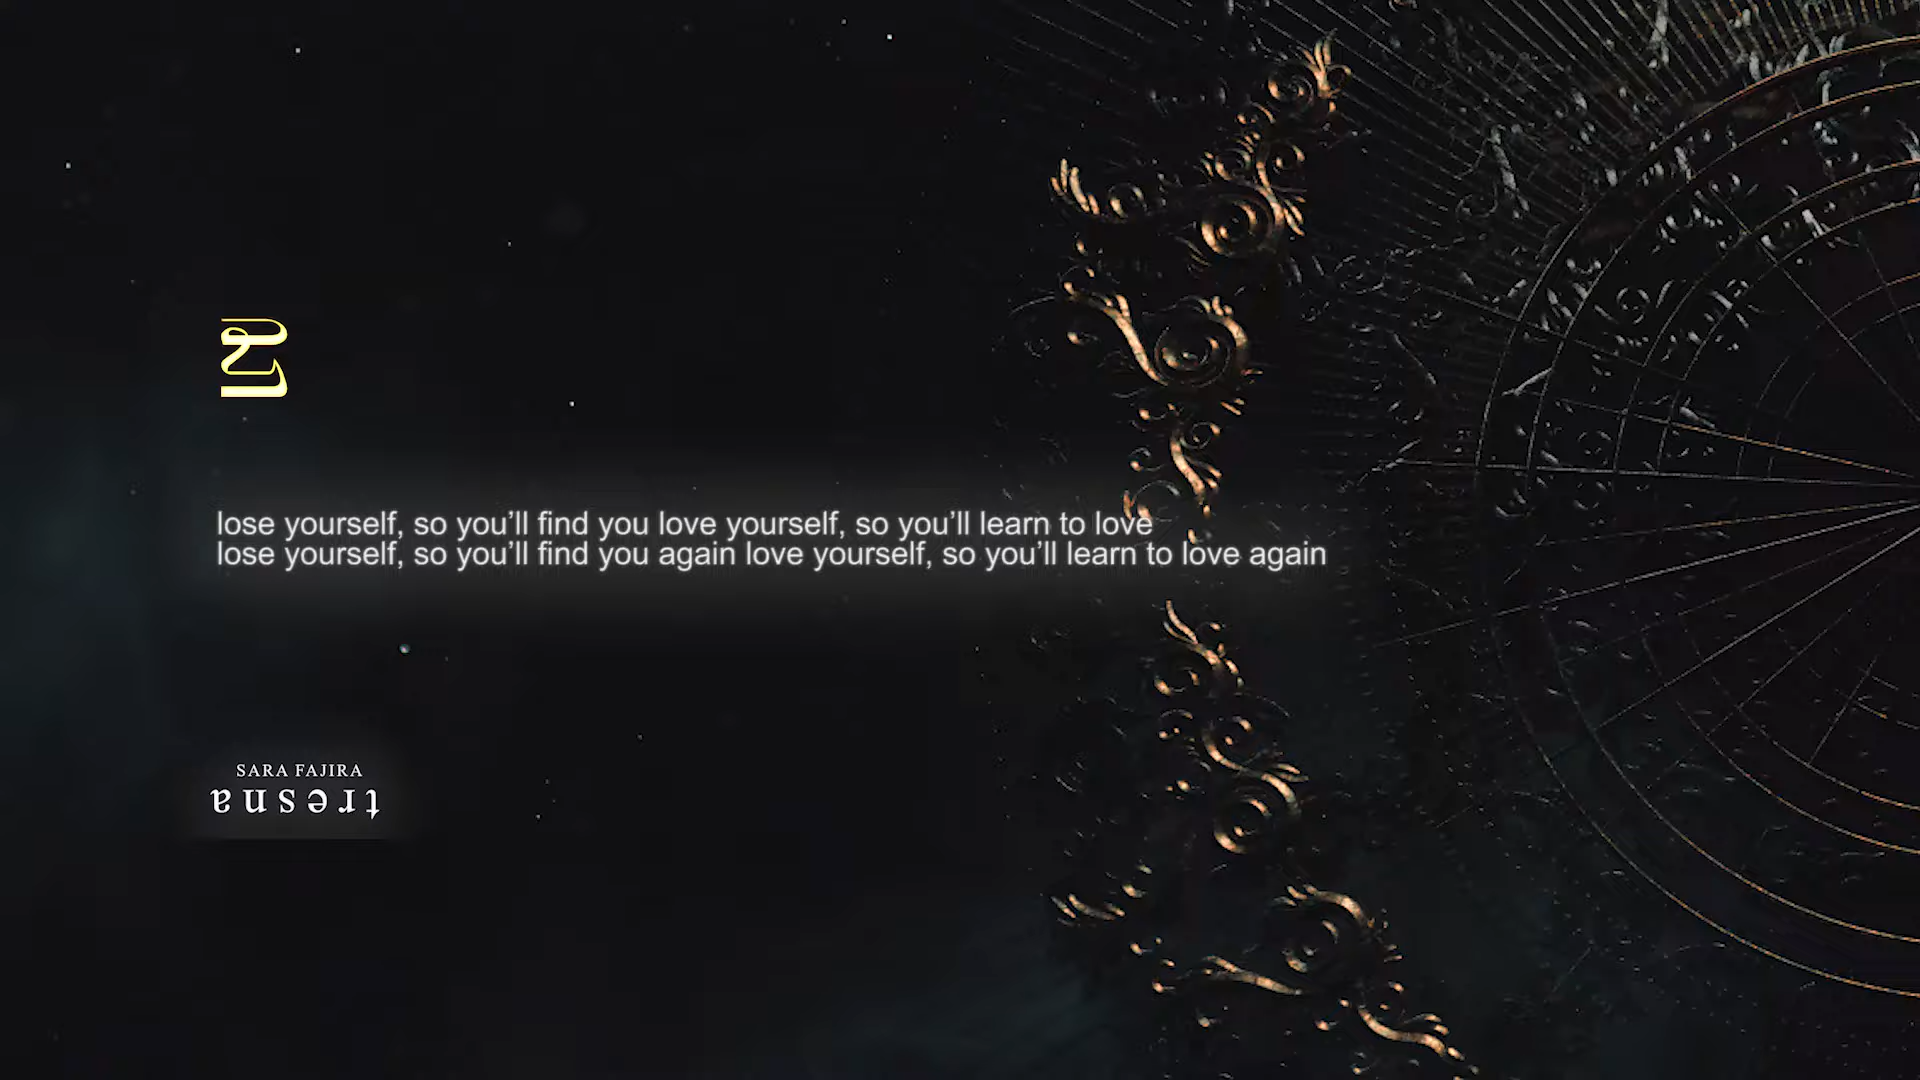 lose yourself, so you’ll find you love yourself, so you’ll learn to love
lose yourself, so you’ll find you again love yourself, so you’ll learn to love again
SARA FAJIRA
tresna